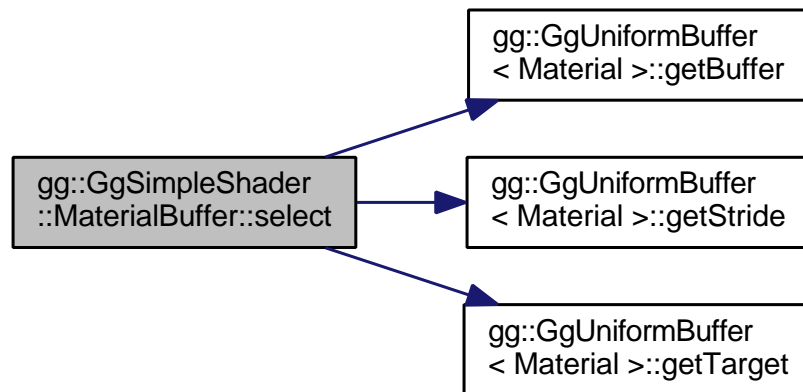 gg::GgUniformBuffer
< Material >::getBuffer
gg::GgSimpleShader
::MaterialBuffer::select
gg::GgUniformBuffer
< Material >::getStride
gg::GgUniformBuffer
< Material >::getTarget